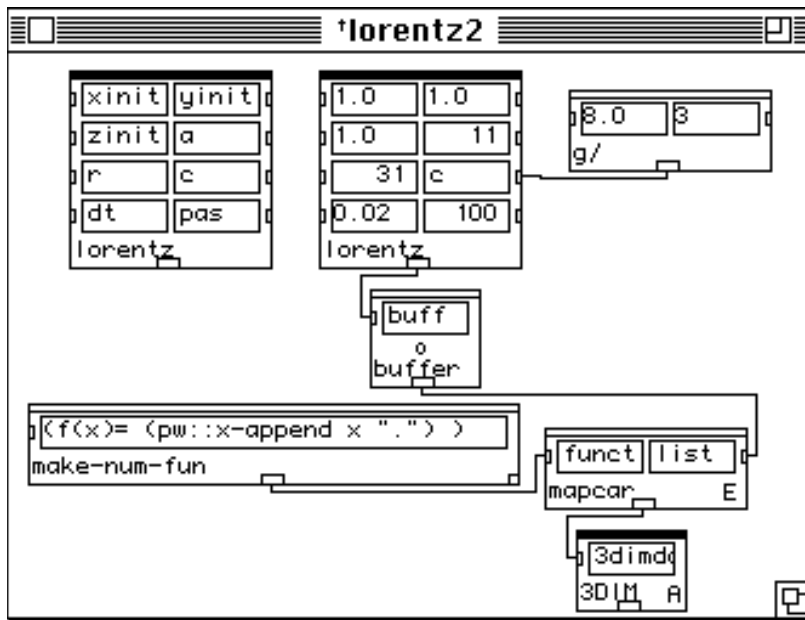 †lorentz2
xinit yinit
zinit a
r c
dt pas
lorentz
1.0 1.0
1.0 11
31 c
0.02 100
lorentz
8.0 3
g/
buff
o
buffer
(f(x)= (pw::x-append x ".") )
make-num-fun
funct list
mapcar E
3dimdc
3DIM A